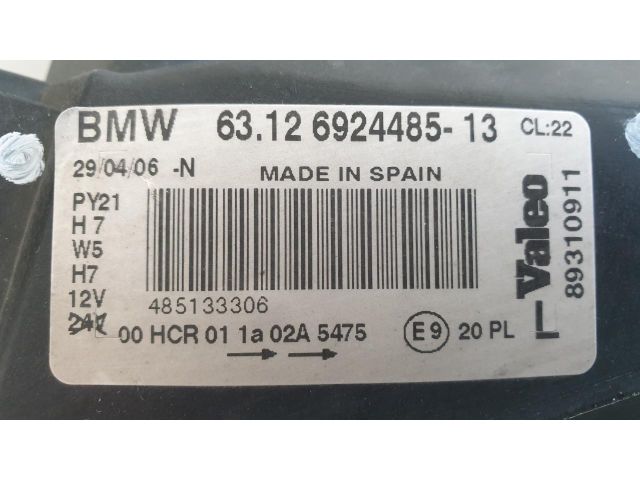 BMW 63.12 6924485-13 CL:22
29/04/06 -N MADE IN SPAIN
PY21
H7
W5
H7
12V
24V
485133306
00 HCR 01 1a 02A 5475 E9 20 PL
L Valeo
89310911